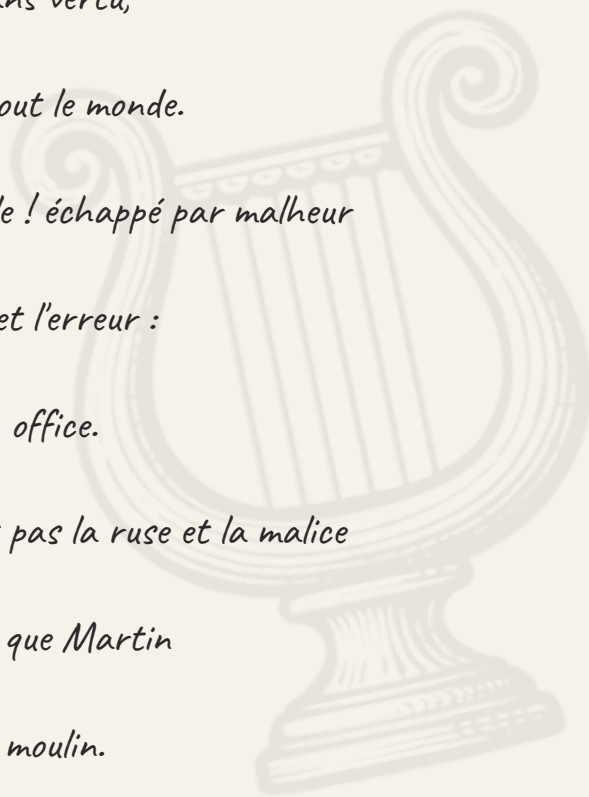 vertu,
out le monde.
le ! échappé par malheur
et l'erreur :
office.
pas la ruse et la malice
que Martin
moulin.